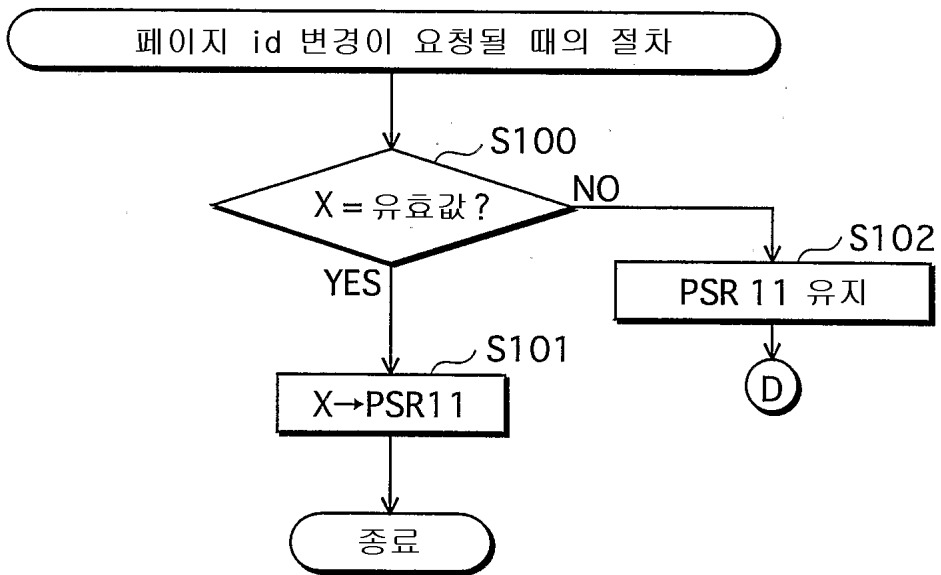 페이지 id 변경이 요청될 때의 절차
S100
X = 유효값 ?
NO
YES
S102
PSR 11 유지
D
S101
X→PSR11
종료